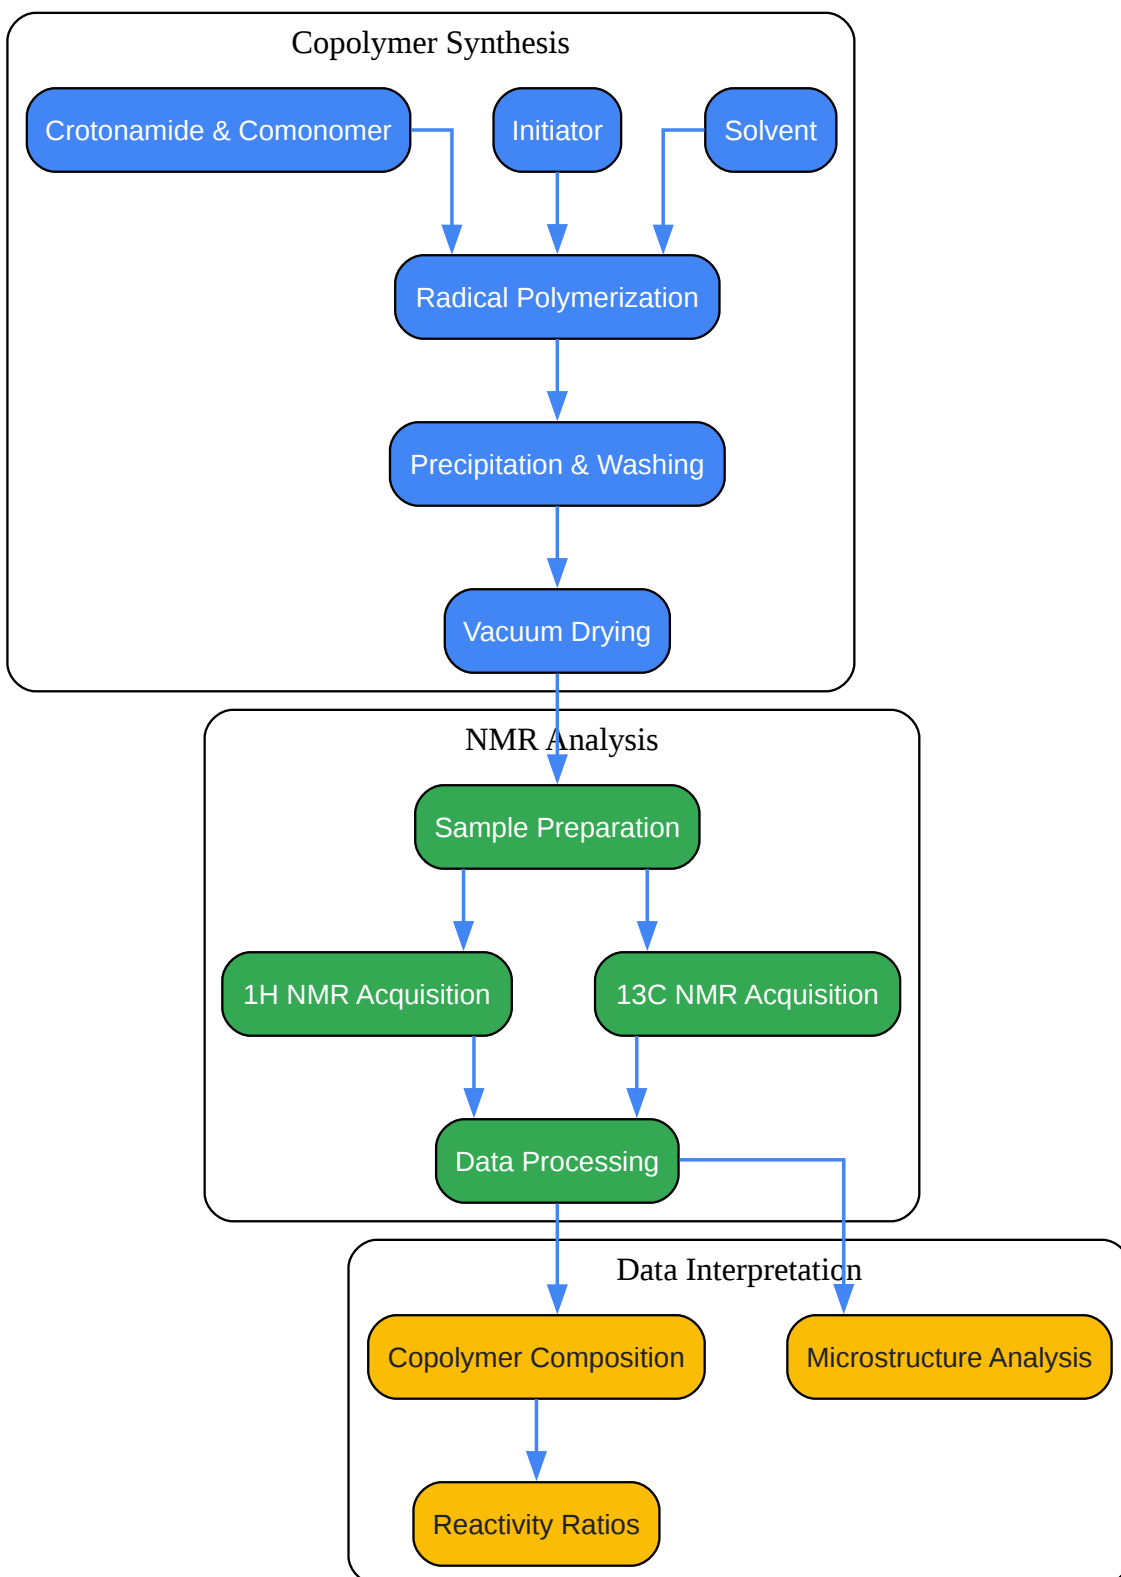 Copolymer Synthesis
Crotonamide & Comonomer
Initiator
Solvent
Radical Polymerization
Precipitation & Washing
Vacuum Drying
NMR Analysis
Sample Preparation
1H NMR Acquisition
13C NMR Acquisition
Data Processing
Data Interpretation
Copolymer Composition
Microstructure Analysis
Reactivity Ratios